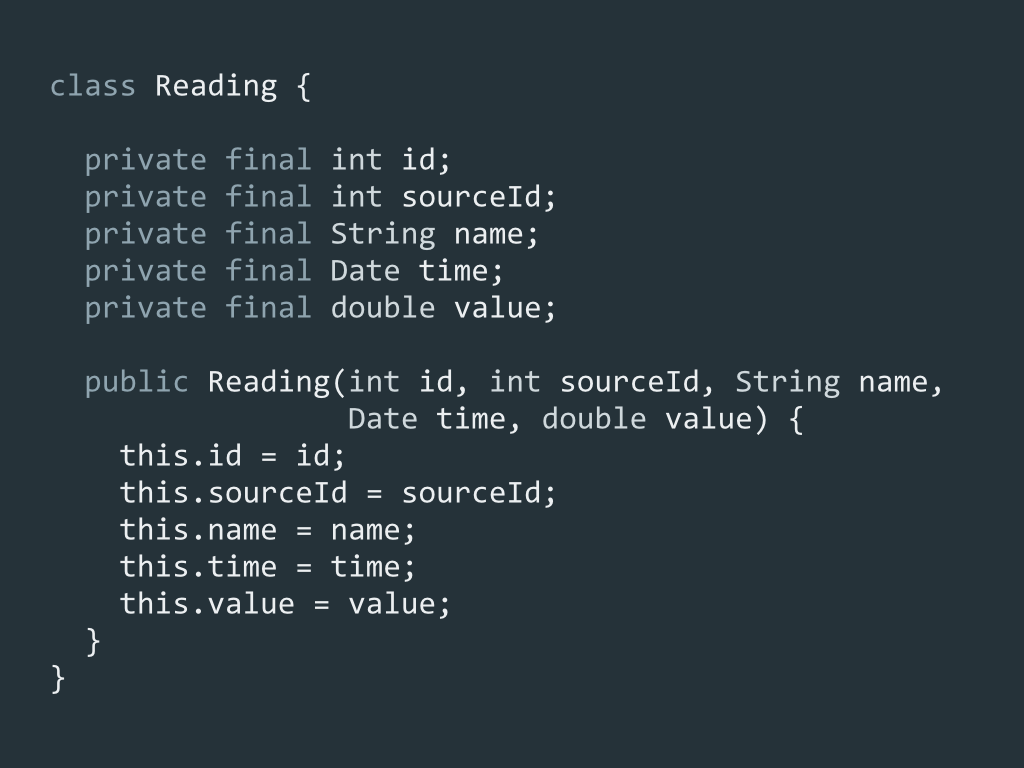 class Reading {
  private final int id;
  private final int sourceId;
  private final String name;
  private final Date time;
  private final double value;
  public Reading(int id, int sourceId, String name,
                 Date time, double value) {
    this.id = id;
    this.sourceId = sourceId;
    this.name = name;
    this.time = time;
    this.value = value;
  }
}